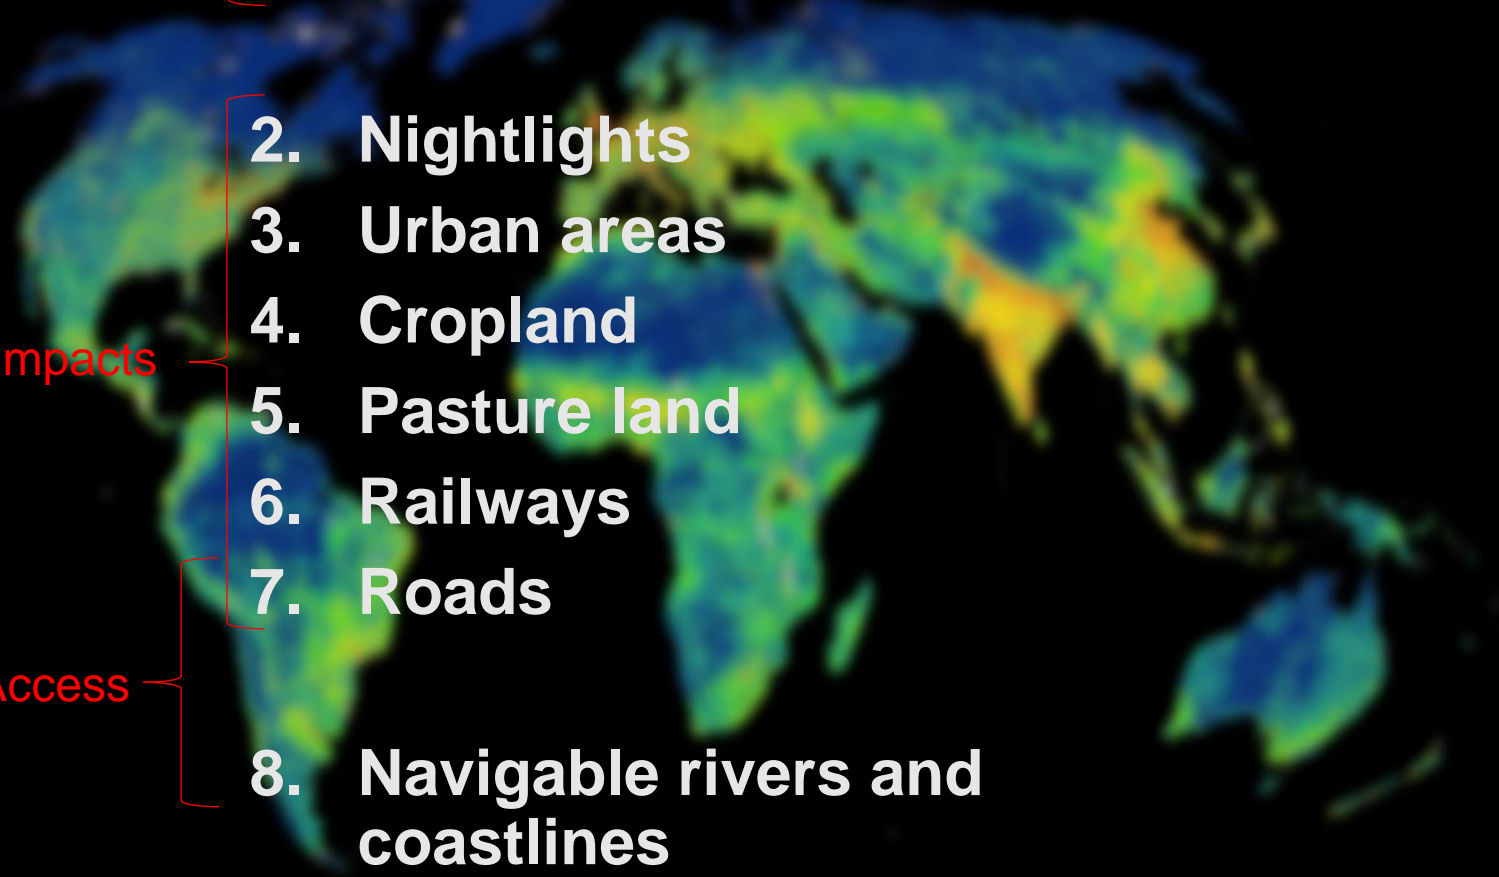 2. Nightlights
3. Urban areas
4. Cropland
mpacts
5. Pasture land
6. Railways
7. Roads
Access
8. Navigable rivers and
coastlines